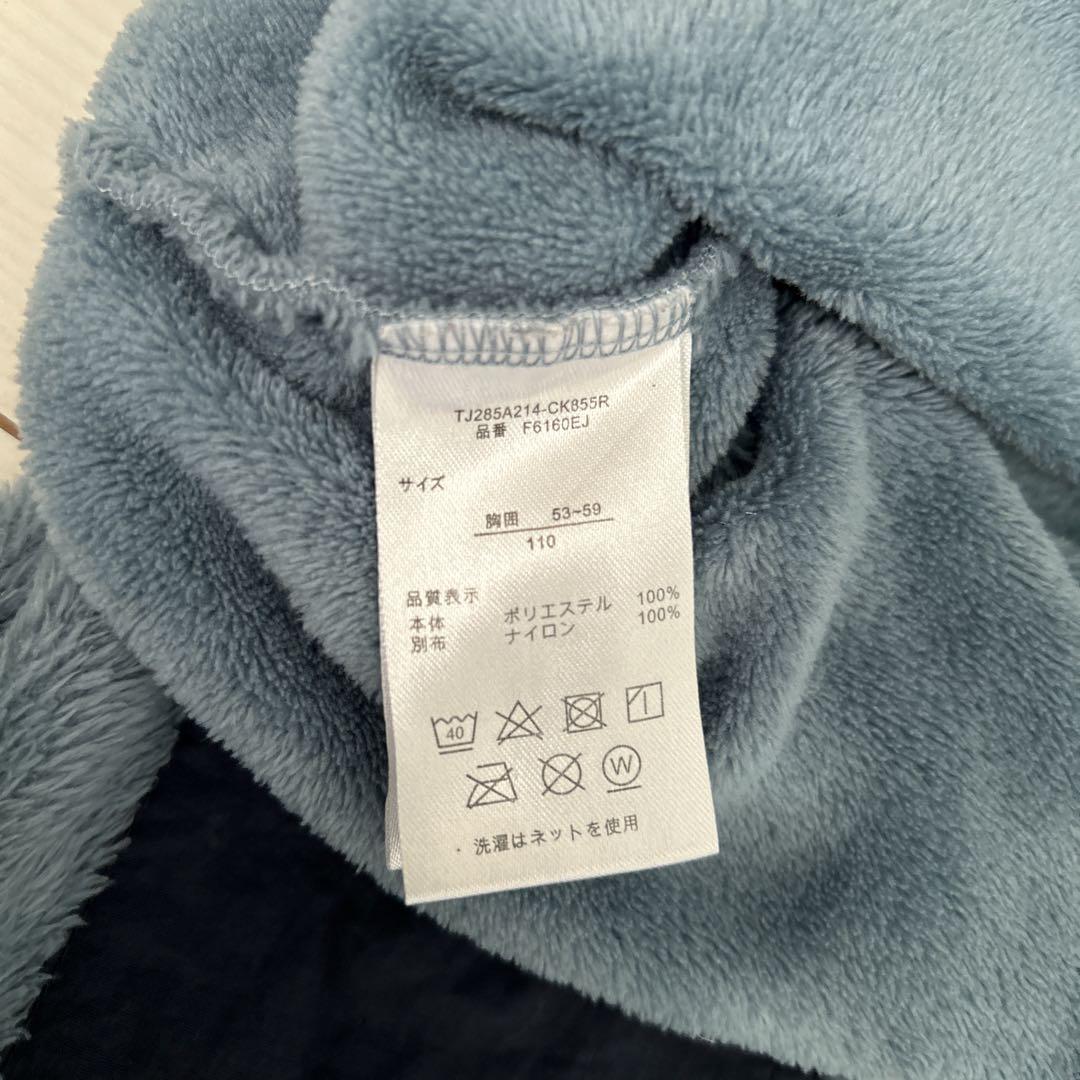 TJ285A214-CK855R
品番 F6160EJ
サイズ
胸囲 53~59
110
品質表示
本体 ポリエステル 100%
別布 ナイロン 100%
40
W
・洗濯はネットを使用